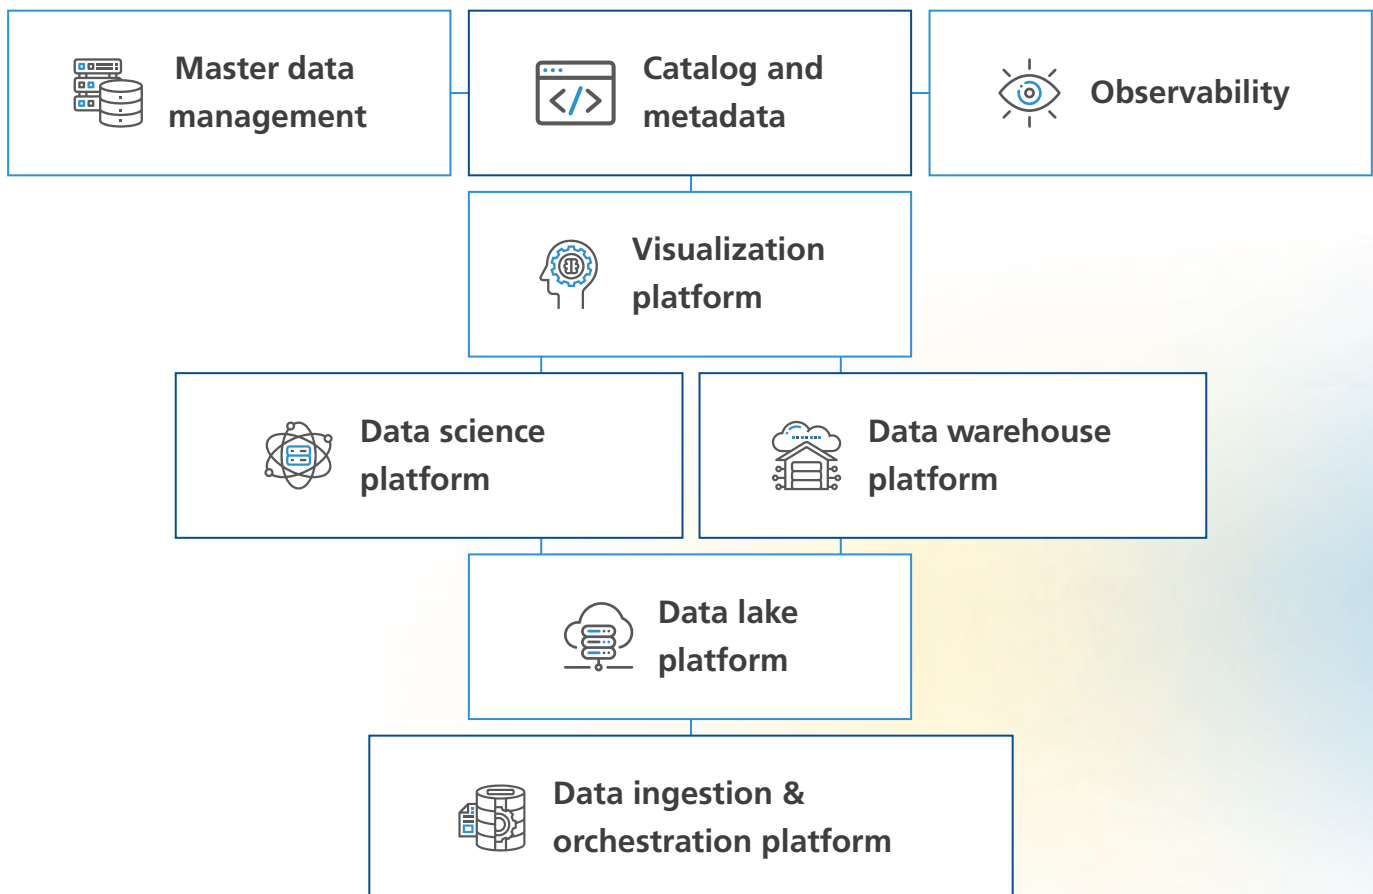 Master data
management
Catalog and
metadata
Observability
Visualization
platform
Data science
platform
Data warehouse
platform
Data lake
platform
Data ingestion &
orchestration platform